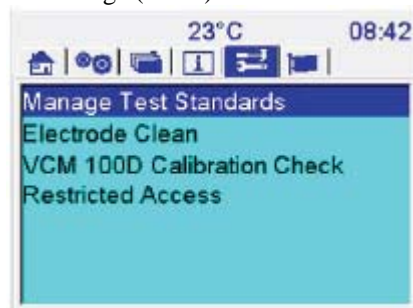 23°C 08:42
Manage Test Standards
Electrode Clean
VCM 100D Calibration Check
Restricted Access